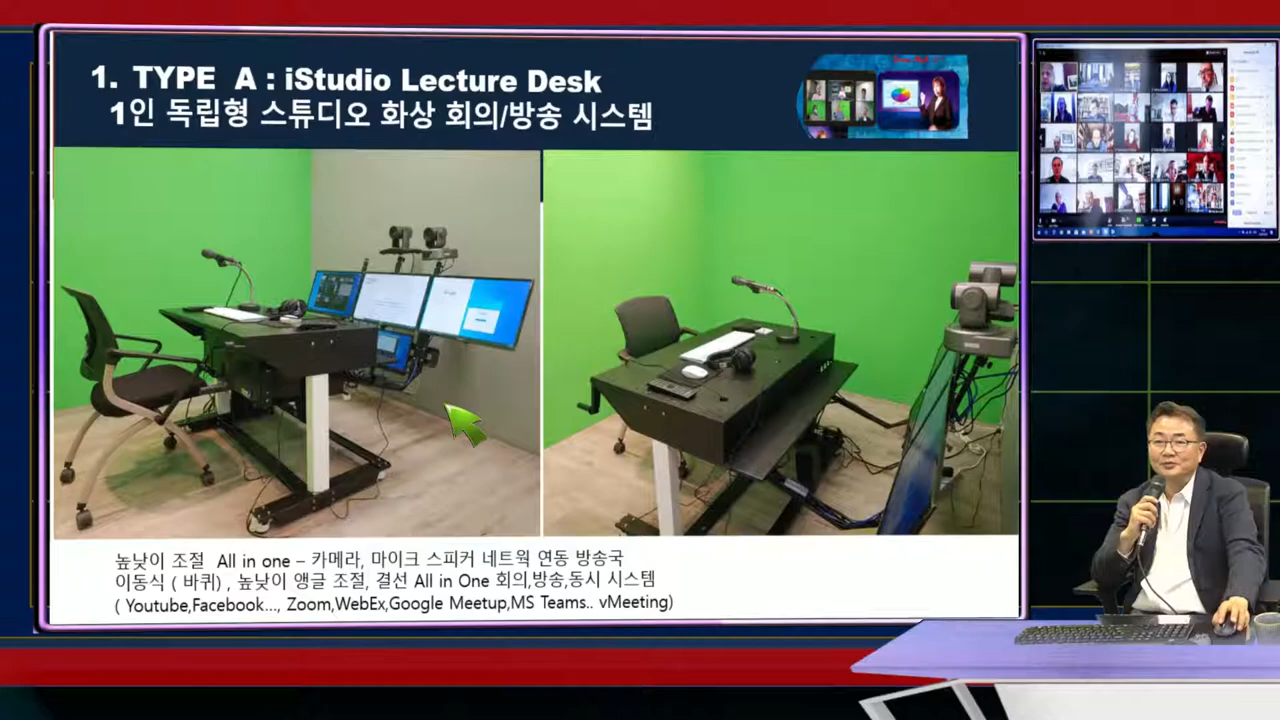 1. TYPE A : iStudio Lecture Desk
1인 독립형 스튜디오 화상 회의/방송 시스템
높낮이 조절 All in one – 카메라, 마이크 스피커 네트웍 연동 방송국
이동식 ( 바퀴) , 높낮이 앵글 조절, 결선 All in One 회의,방송,동시 시스템
( Youtube,Facebook..., Zoom,WebEx,Google Meetup,MS Teams.. vMeeting)